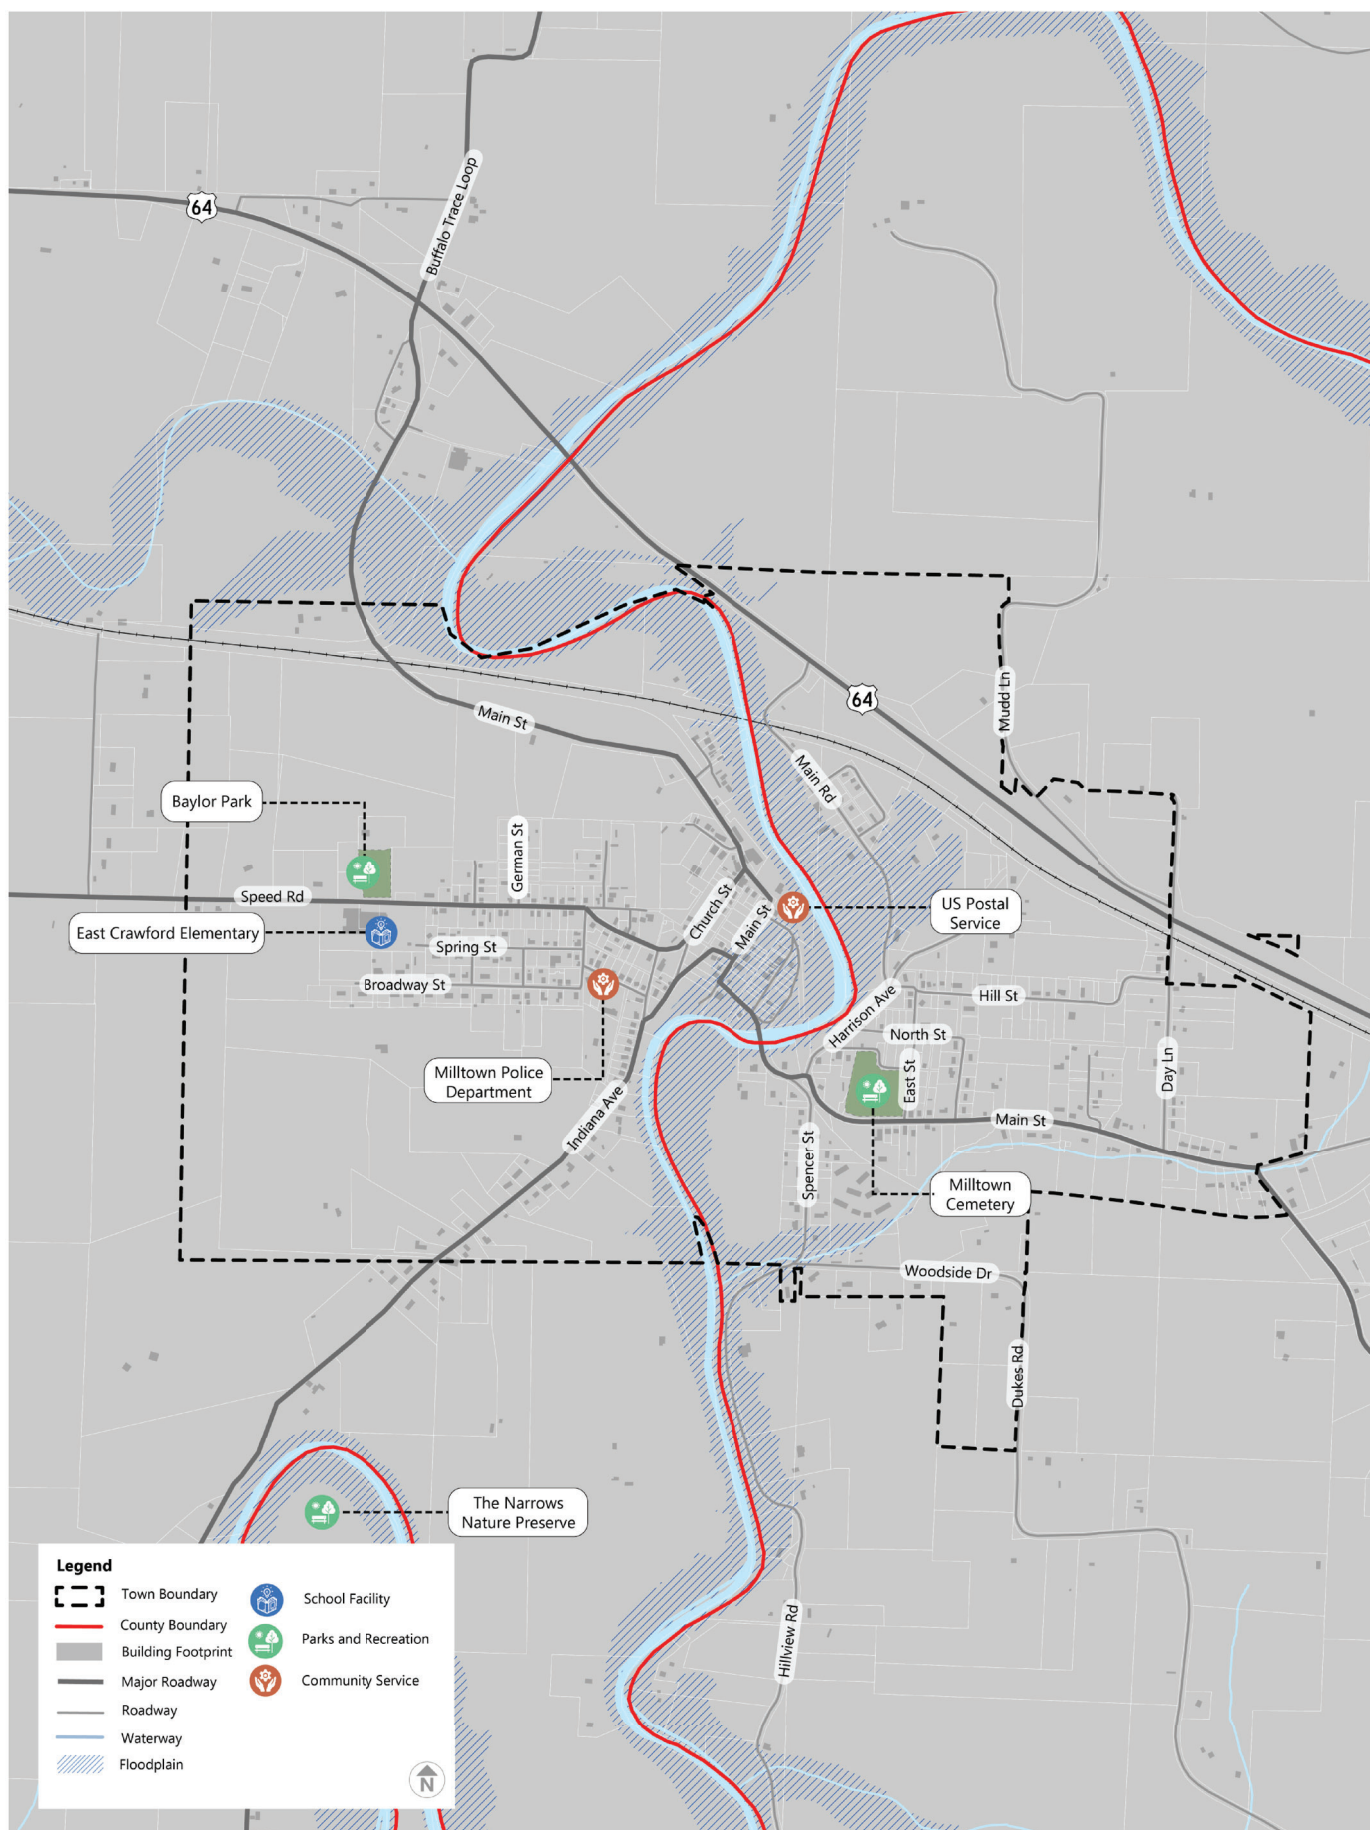 64
Buffalo Trace Loop
64
Mudd Ln
Main St
Main Rd
Baylor Park
German St
Speed Rd
Church St
Main St
US Postal
Service
East Crawford Elementary
Spring St
Broadway St
Hill St
Harrison Ave
North St
Milltown Police
Department
East St
Day Ln
Indiana Ave
Main St
Spencer St
Milltown
Cemetery
Woodside Dr
Dukes Rd
The Narrows
Nature Preserve
Hillview Rd
Legend
Town Boundary
County Boundary
Building Footprint
Major Roadway
Roadway
Waterway
Floodplain
School Facility
Parks and Recreation
Community Service
N